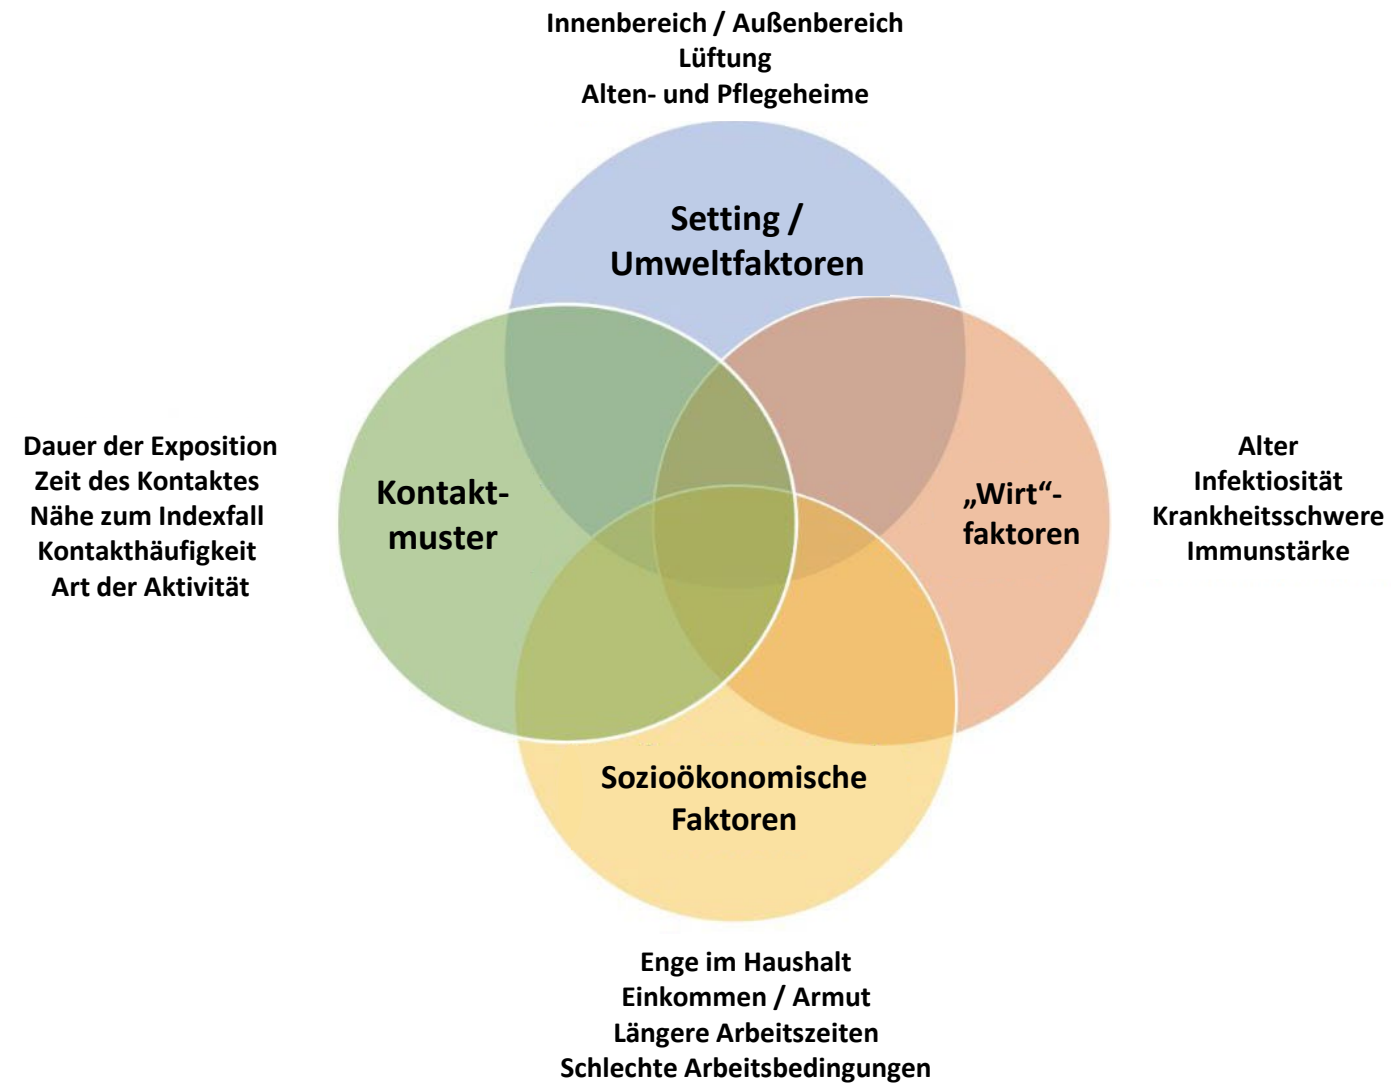 Innenbereich / Außenbereich
Lüftung
Alten- und Pflegeheime
Setting /
Umweltfaktoren
Dauer der Exposition
Zeit des Kontaktes
Nähe zum Indexfall
Kontakthäufigkeit
Art der Aktivität
Kontakt-
muster
„Wirt“-
faktoren
Alter
Infektiosität
Krankheitsschwere
Immunstärke
Sozioökonomische
Faktoren
Enge im Haushalt
Einkommen / Armut
Längere Arbeitszeiten
Schlechte Arbeitsbedingungen